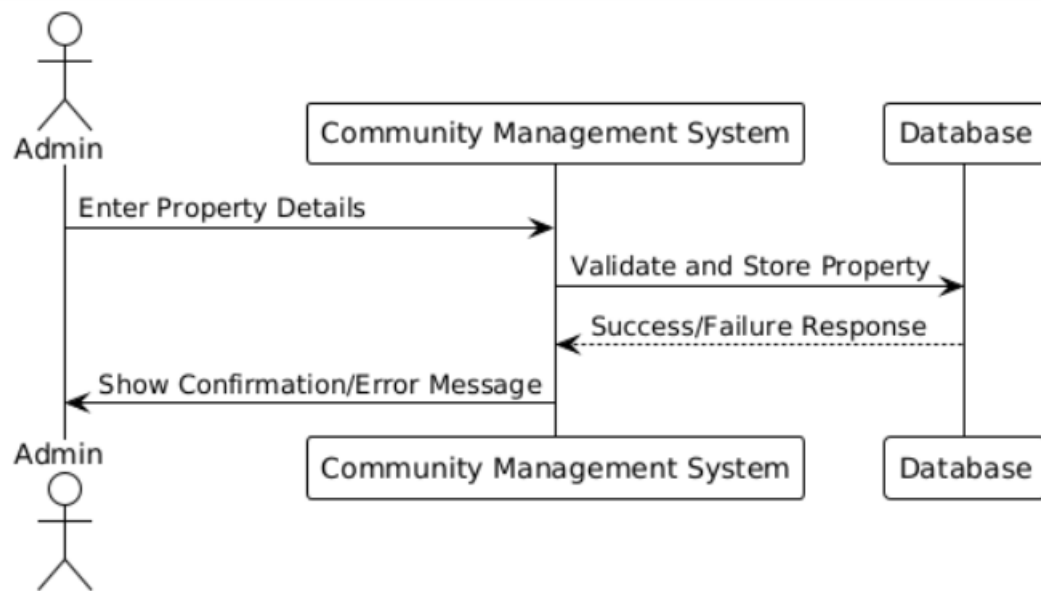 Admin
Community Management System
Database
Enter Property Details
Validate and Store Property
Success/Failure Response
Show Confirmation/Error Message
Admin
Community Management System
Database